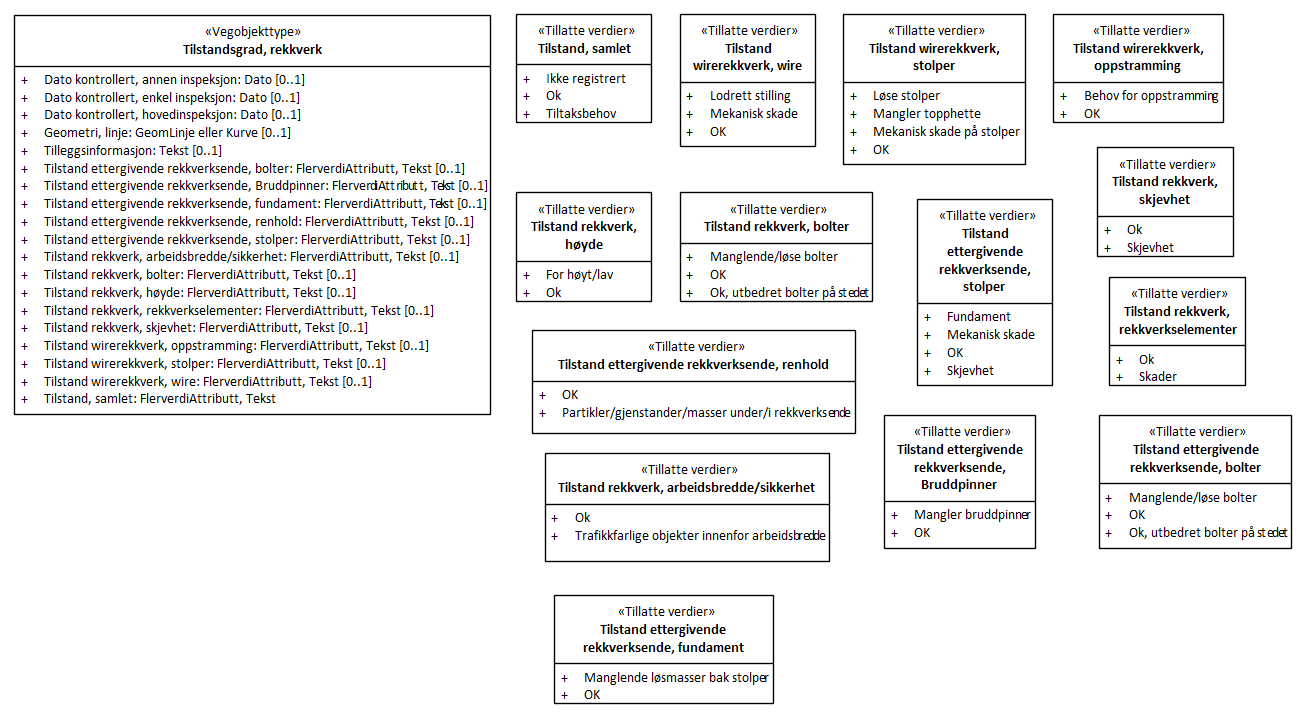 «Vegobjekttype»
Tilstandsgrad, rekkverk
+ Dato kontrollert, annen inspeksjon: Dato [0..1]
+ Dato kontrollert, enkel inspeksjon: Dato [0..1]
+ Dato kontrollert, hovedinspeksjon: Dato [0..1]
+ Geometri, linje: GeomLinje eller Kurve [0..1]
+ Tilleggsinformasjon: Tekst [0..1]
+ Tilstand ettergivende rekkverksende, bolter: FlerverdiAttributt, Tekst [0..1]
+ Tilstand ettergivende rekkverksende, Bruddpinner: FlerverdiAttributt, Tekst [0..1]
+ Tilstand ettergivende rekkverksende, fundament: FlerverdiAttributt, Tekst [0..1]
+ Tilstand ettergivende rekkverksende, renhold: FlerverdiAttributt, Tekst [0..1]
+ Tilstand ettergivende rekkverksende, stolper: FlerverdiAttributt, Tekst [0..1]
+ Tilstand rekkverk, arbeidsbredde/sikkerhet: FlerverdiAttributt, Tekst [0..1]
+ Tilstand rekkverk, bolter: FlerverdiAttributt, Tekst [0..1]
+ Tilstand rekkverk, høyde: FlerverdiAttributt, Tekst [0..1]
+ Tilstand rekkverk, rekkverkselementer: FlerverdiAttributt, Tekst [0..1]
+ Tilstand rekkverk, skjevhet: FlerverdiAttributt, Tekst [0..1]
+ Tilstand wirerekkverk, oppstramming: FlerverdiAttributt, Tekst [0..1]
+ Tilstand wirerekkverk, stolper: FlerverdiAttributt, Tekst [0..1]
+ Tilstand wirerekkverk, wire: FlerverdiAttributt, Tekst [0..1]
+ Tilstand, samlet: FlerverdiAttributt, Tekst
«Tillatte verdier»
Tilstand, samlet
+ Ikke registrert
+ Ok
+ Tiltaksbehov
«Tillatte verdier»
Tilstand
wirerekkverk, wire
+ Lodrett stilling
+ Mekanisk skade
+ OK
«Tillatte verdier»
Tilstand wirerekkverk,
stolper
+ Løse stolper
+ Mangler topphette
+ Mekanisk skade på stolper
+ OK
«Tillatte verdier»
Tilstand wirerekkverk,
oppstramming
+ Behov for oppstramming
+ OK
«Tillatte verdier»
Tilstand rekkverk,
skjevhet
+ Ok
+ Skjevhet
«Tillatte verdier»
Tilstand rekkverk,
høyde
+ For høyt/lav
+ Ok
«Tillatte verdier»
Tilstand rekkverk, bolter
+ Manglende/løse bolter
+ OK
+ Ok, utbedret bolter på stedet
«Tillatte verdier»
Tilstand
ettergivende
rekkverksende,
stolper
+ Fundament
+ Mekanisk skade
+ OK
+ Skjevhet
«Tillatte verdier»
Tilstand rekkverk,
rekkverkselementer
+ Ok
+ Skader
«Tillatte verdier»
Tilstand ettergivende rekkverksende, renhold
+ OK
+ Partikler/gjenstander/masser under/i rekkverksende
«Tillatte verdier»
Tilstand ettergivende
rekkverksende,
Bruddpinner
+ Mangler bruddpinner
+ OK
«Tillatte verdier»
Tilstand ettergivende
rekkverksende, bolter
+ Manglende/løse bolter
+ OK
+ Ok, utbedret bolter på stedet
«Tillatte verdier»
Tilstand rekkverk, arbeidsbredde/sikkerhet
+ Ok
+ Trafikkfarlige objekter innenfor arbeidsbredde
«Tillatte verdier»
Tilstand ettergivende
rekkverksende, fundament
+ Manglende løsmasser bak stolper
+ OK